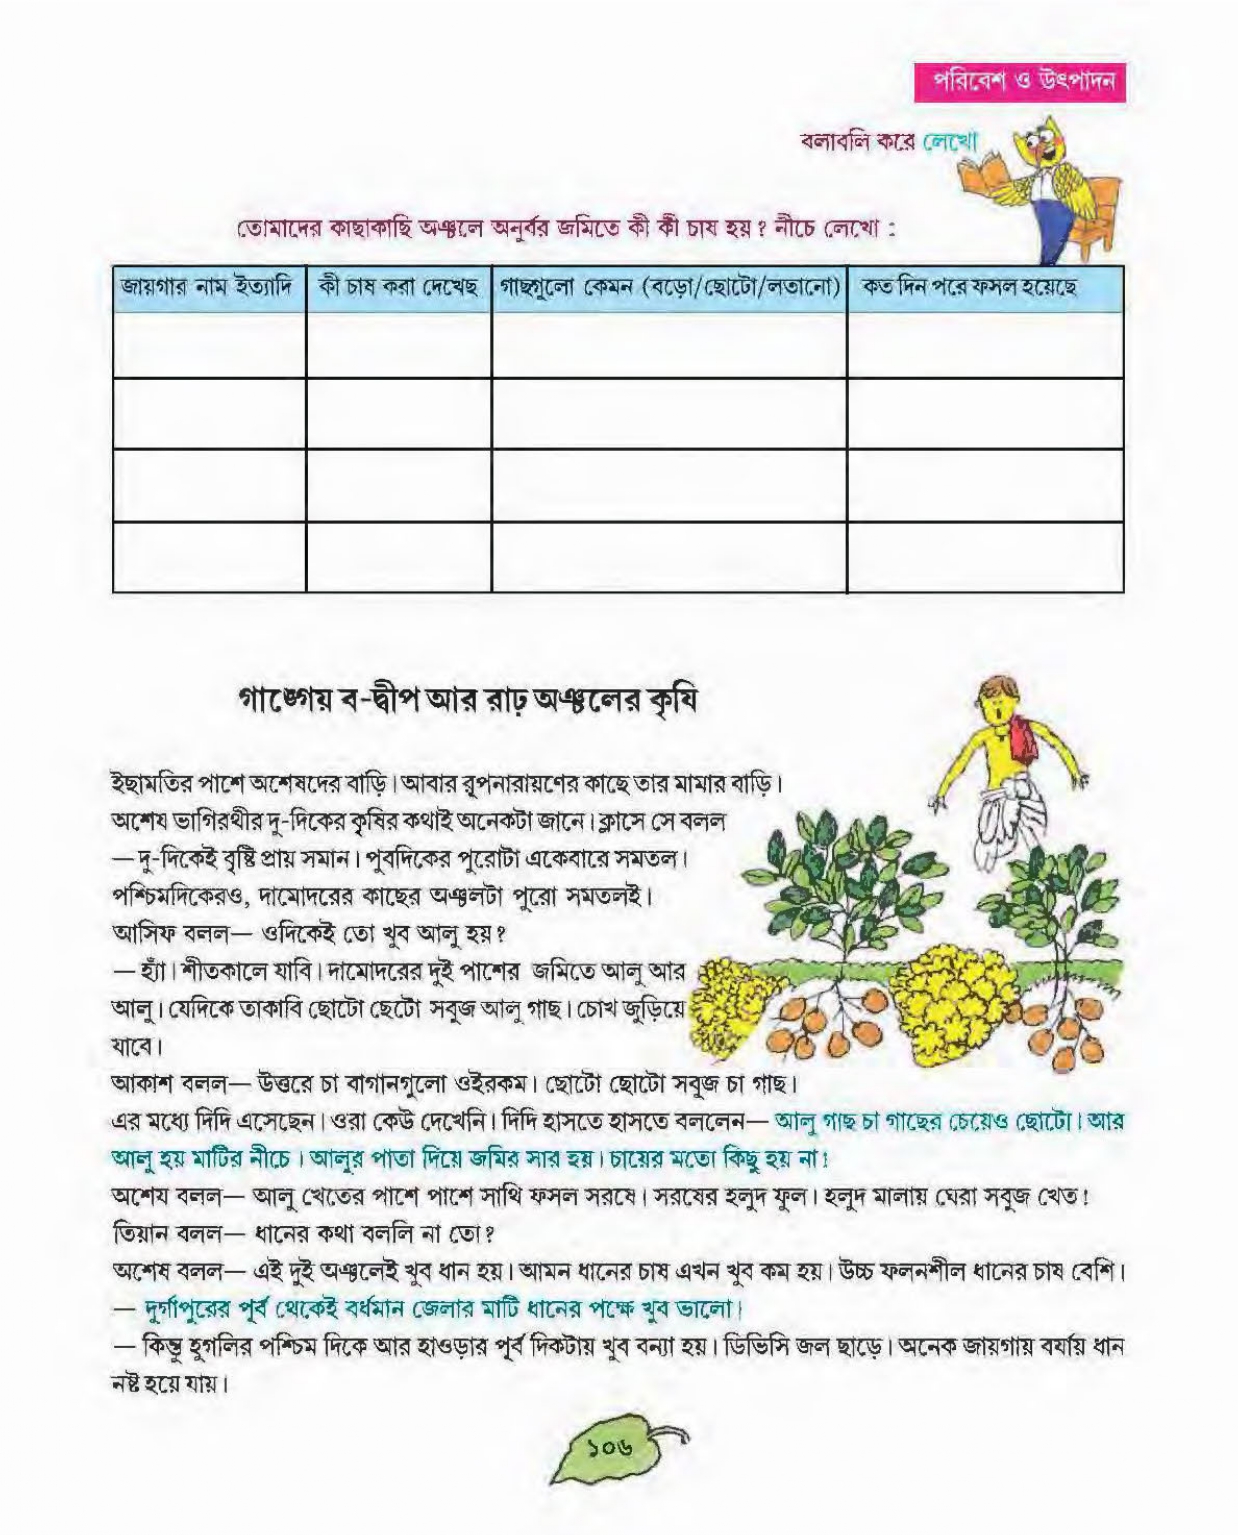 পরিবেশ ও উৎপাদন
বলাবলি করে লেখো
তোমাদের কাছাকাছি অঞ্চলে অনুর্বর জমিতে কী কী চাষ হয় ? নীচে লেখো :
জায়গার নাম ইত্যাদি কী চাষ করা দেখেছ গাছগুলো কেমন (বড়ো/ছোটো/লতানো) কত দিন পরে ফসল হয়েছে
গাঙ্গেয় ব-দ্বীপ আর রাঢ় অঞ্চলের কৃষি
ইছামতির পাশে অশেষদের বাড়ি। আবার রূপনারায়ণের কাছে তার মামার বাড়ি।
অশেষ ভাগিরথীর দু-দিকের কৃষির কথাই অনেকটা জানে। ক্লাসে সে বলল
— দু-দিকেই বৃষ্টি প্রায় সমান। পুবদিকের পুরোটা একেবারে সমতল।
পশ্চিমদিকেরও, দামোদরের কাছের অঞ্চলটা পুরো সমতলই।
আসিফ বলল— ওদিকেই তো খুব আলু হয়?
— হ্যাঁ। শীতকালে যাবি। দামোদরের দুই পাশের জমিতে আলু আর
আলু। যেদিকে তাকাবি ছোটো ছেটো সবুজ আলু গাছ। চোখ জুড়িয়ে
যাবে।
আকাশ বলল— উত্তরে চা বাগানগুলো ওইরকম। ছোটো ছোটো সবুজ চা গাছ।
এর মধ্যে দিদি এসেছেন। ওরা কেউ দেখেনি। দিদি হাসতে হাসতে বললেন— আলু গাছ চা গাছের চেয়েও ছোটো। আর
আলু হয় মাটির নীচে। আলুর পাতা দিয়ে জমির সার হয়। চায়ের মতো কিছু হয় না!
অশেষ বলল— আলু খেতের পাশে পাশে সাথি ফসল সরষে। সরষের হলুদ ফুল। হলুদ মালায় ঘেরা সবুজ খেত!
তিয়ান বলল— ধানের কথা বললি না তো?
অশেষ বলল— এই দুই অঞ্চলেই খুব ধান হয়। আমন ধানের চাষ এখন খুব কম হয়। উচ্চ ফলনশীল ধানের চাষ বেশি।
— দুর্গাপুরের পূর্ব থেকেই বর্ধমান জেলার মাটি ধানের পক্ষে খুব ভালো।
— কিন্তু হুগলির পশ্চিম দিকে আর হাওড়ার পূর্ব দিকটায় খুব বন্যা হয়। ডিভিসি জল ছাড়ে। অনেক জায়গায় বর্ষায় ধান
নষ্ট হয়ে যায়।
১০৬